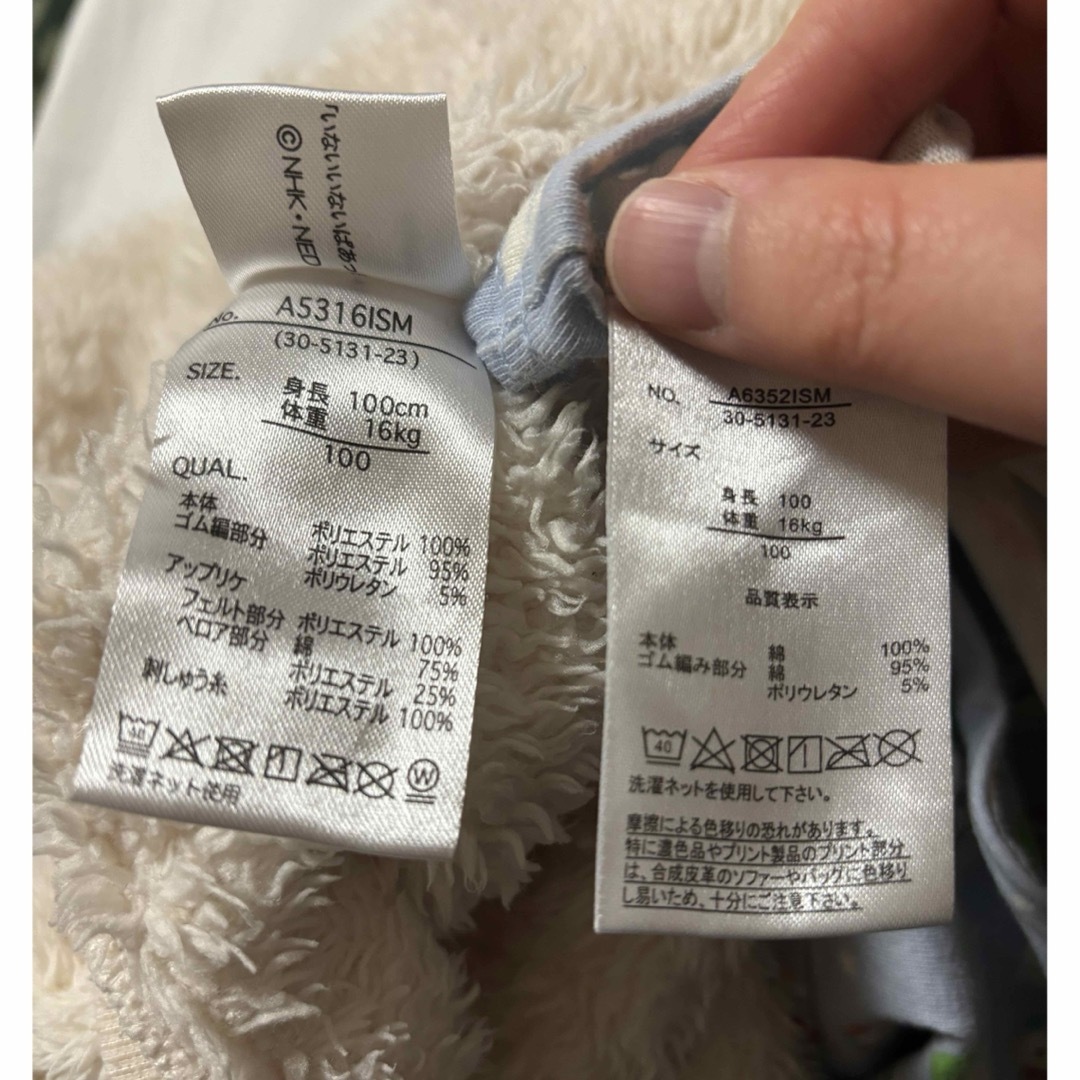 「いないいないばあっ
©NHK・NED
NO. A5316ISM
(30-5131-23)
SIZE.
身長 100cm
体重 16kg
100
QUAL.
本体 ポリエステル 100%
ゴム編部分 ポリエステル 95%
ポリウレタン 5%
アップリケ
フェルト部分 ポリエステル 100%
ベロア部分 綿 75%
ポリエステル 25%
刺しゅう糸 ポリエステル 100%
40
W
洗濯ネット使用
NO. A6352ISM
30-5131-23
サイズ
身長 100
体重 16kg
100
品質表示
本体 綿 100%
ゴム編み部分 綿 95%
ポリウレタン 5%
40
洗濯ネットを使用して下さい。
摩擦による色移りの恐れがあります。
特に濃色品やプリント製品のプリント部分
は、合成皮革のソファーやバッグに色移り
し易いため、十分にご注意下さい。